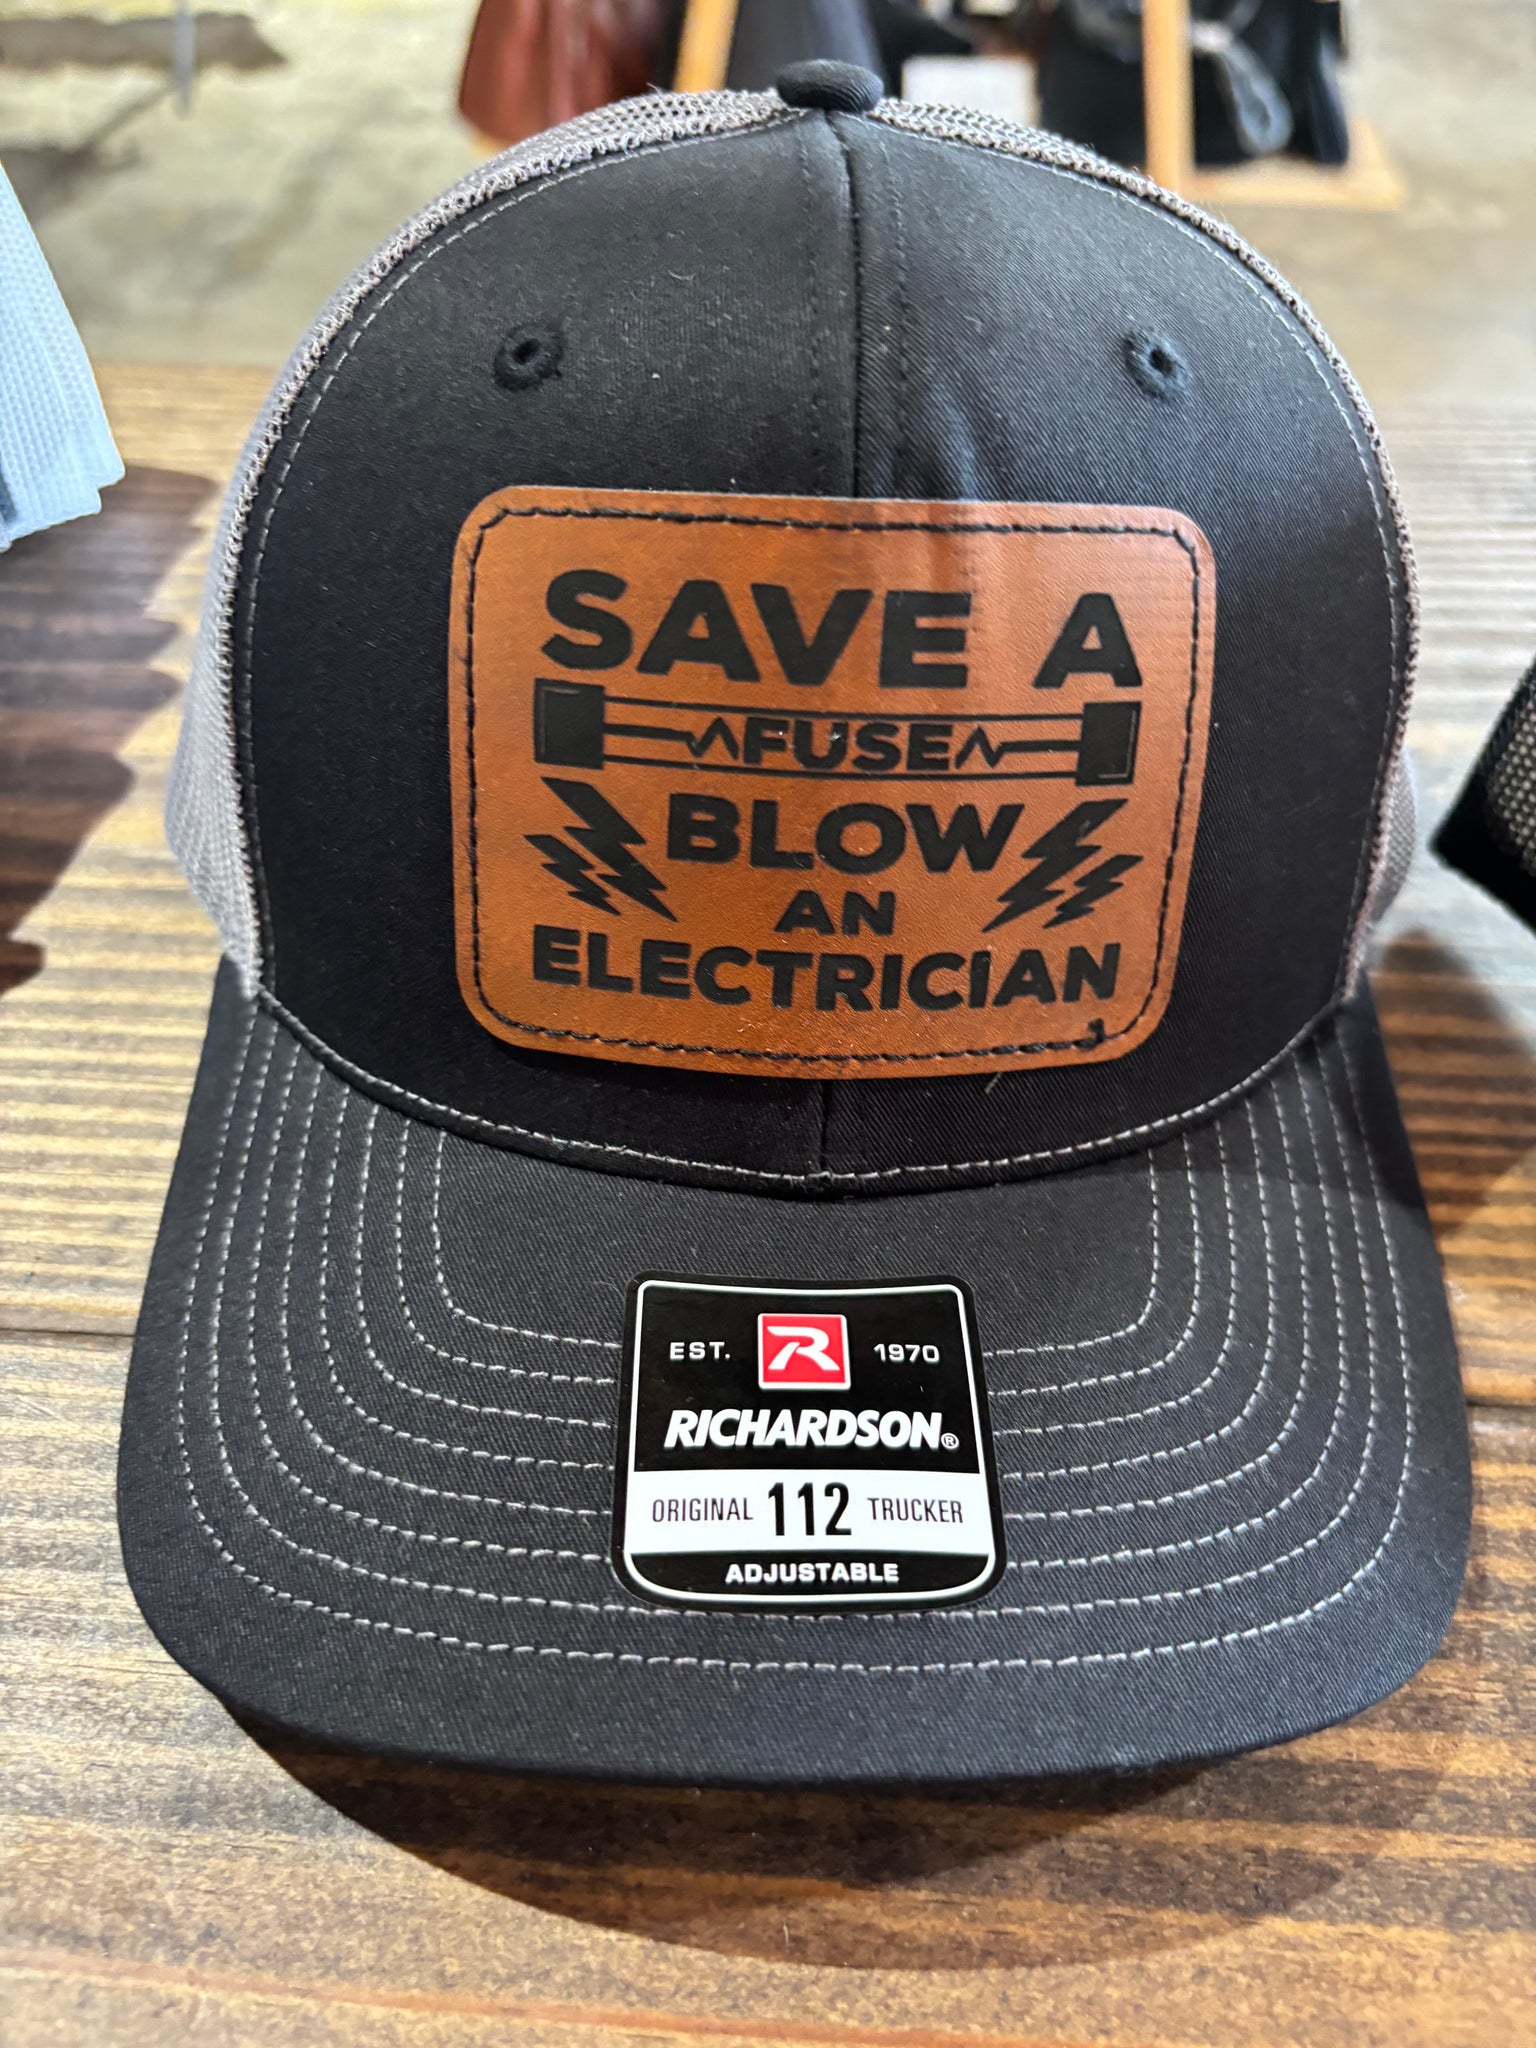 SAVE A
FUSE
BLOW
AN
ELECTRICIAN
EST. R 1970
RICHARDSON®
ORIGINAL 112 TRUCKER
ADJUSTABLE